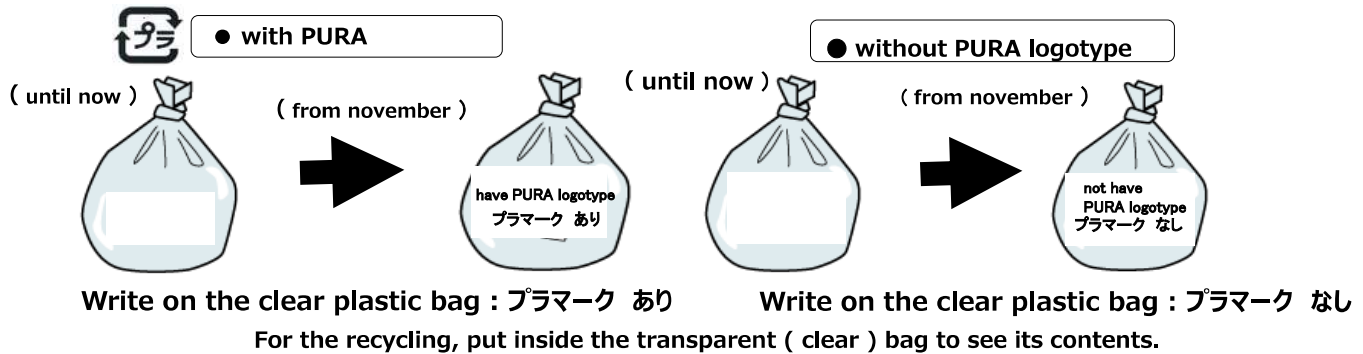 プラ
● with PURA
● without PURA logotype
( until now )
( from november )
( until now )
( from november )
have PURA logotype
プラマーク あり
not have
PURA logotype
プラマーク なし
Write on the clear plastic bag : プラマーク あり
Write on the clear plastic bag : プラマーク なし
For the recycling, put inside the transparent ( clear ) bag to see its contents.